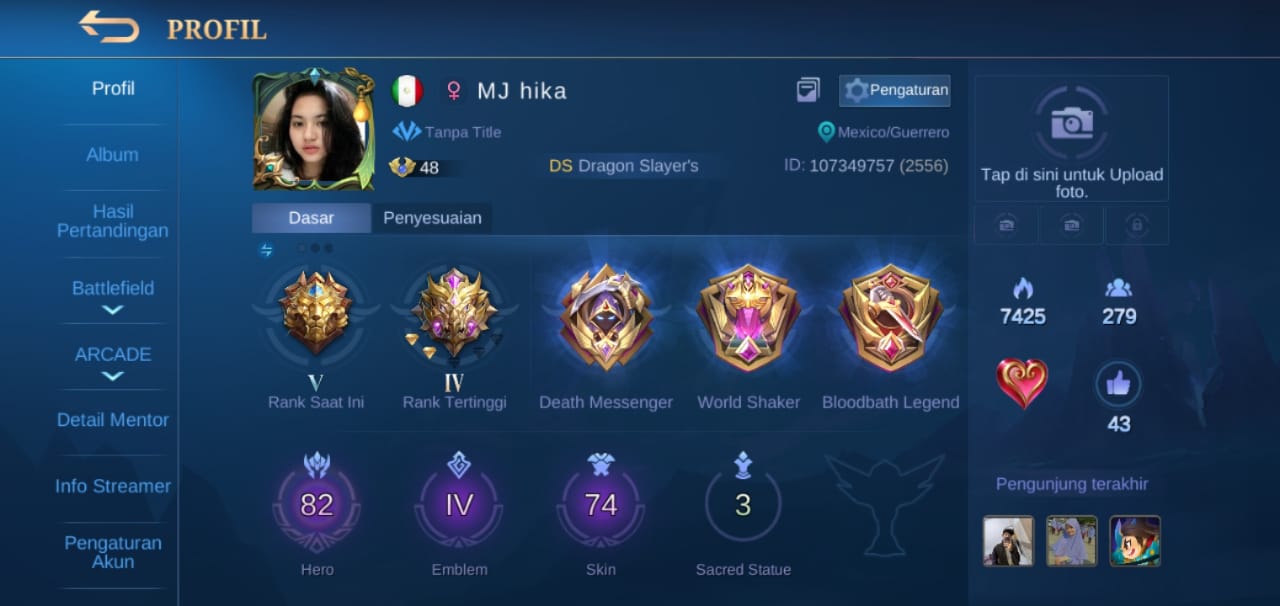 PROFIL
Profil
Album
Hasil
Pertandingan
Battlefield
ARCADE
Detail Mentor
Info Streamer
Pengaturan
Akun
MJ hika
Pengaturan
Tanpa Title
Mexico/Guerrero
48
DS Dragon Slayer's
ID: 107349757 (2556)
Dasar
Penyesuaian
V
IV
Rank Saat Ini
Rank Tertinggi
Death Messenger
World Shaker
Bloodbath Legend
82
IV
74
3
Hero
Emblem
Skin
Sacred Statue
Tap di sini untuk Upload
foto.
7425
279
43
Pengunjung terakhir